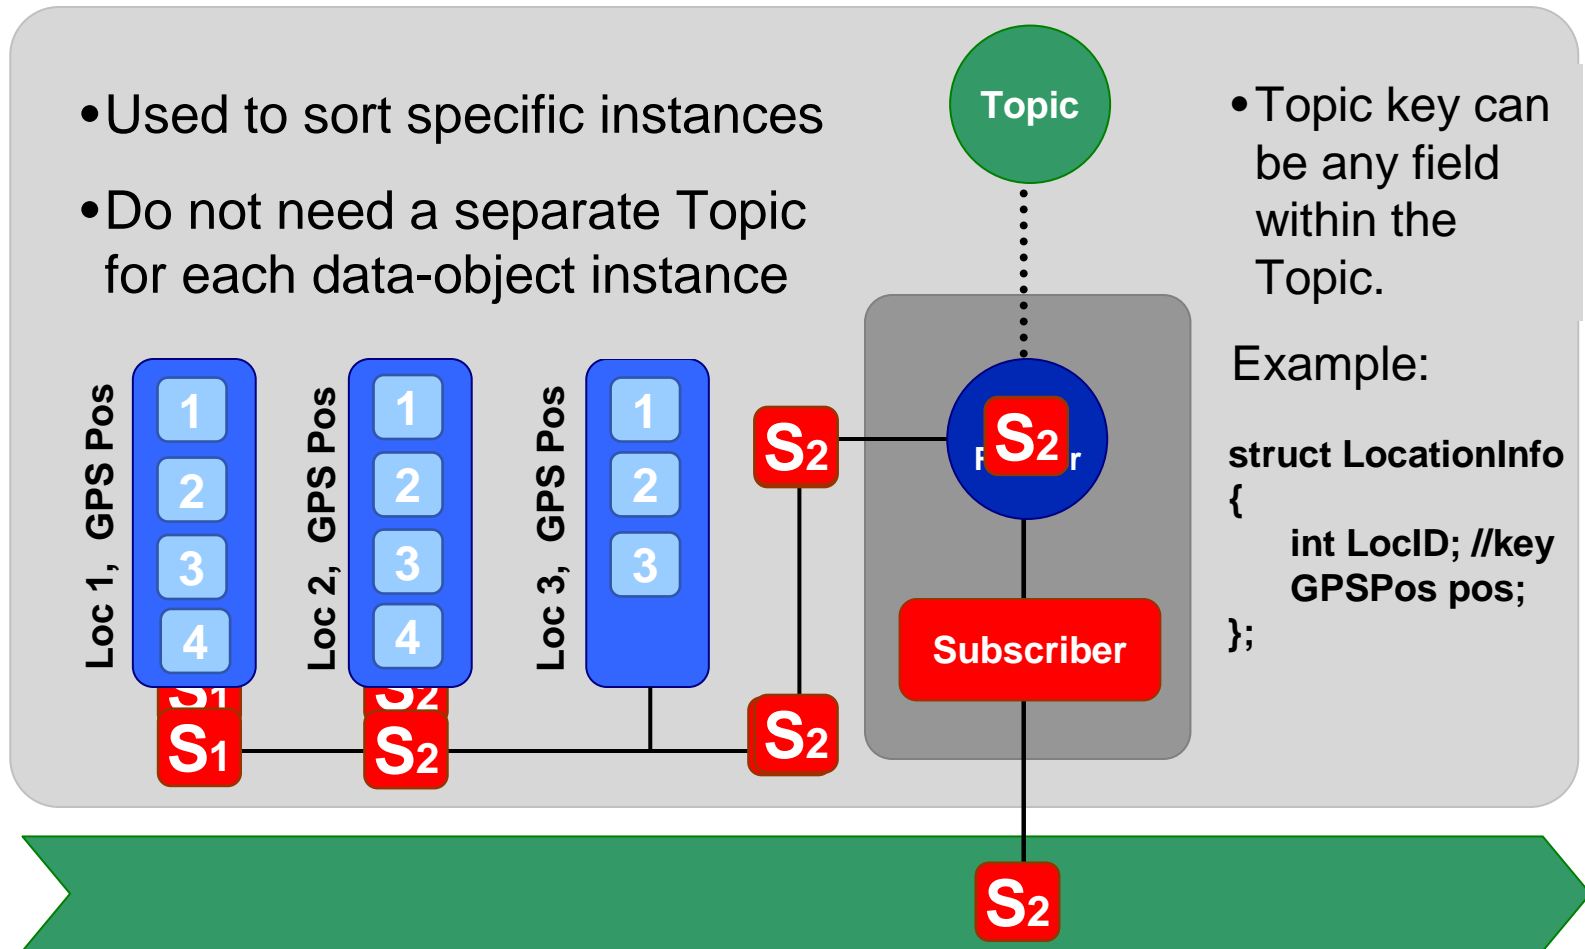 •Used to sort specific instances
•Do not need a separate Topic
for each data-object instance
Topic
•Topic key can
be any field
within the
Topic.
Example:
struct LocationInfo
{
int LocID; //key
GPSPos pos;
};
Loc 1, GPS Pos
1
2
3
4
Loc 2, GPS Pos
1
2
3
4
Loc 3, GPS Pos
1
2
3
S2
S2
Subscriber
S1
S1
S2
S2
S2
S2